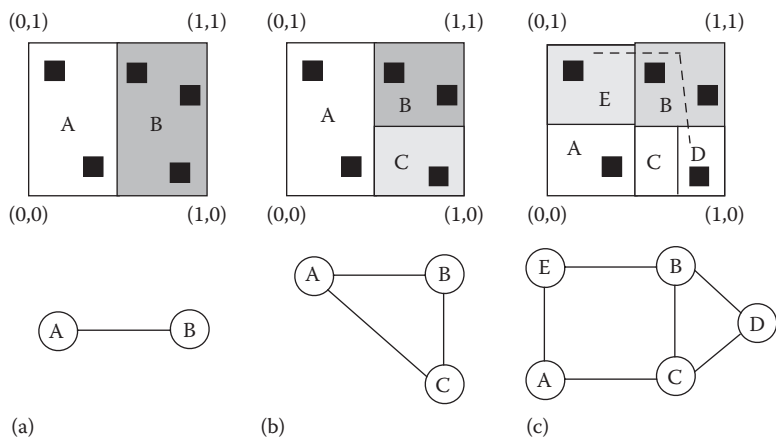 (0,1) (1,1) (0,1) (1,1) (0,1) (1,1)
A B A B E B
C A C D
(0,0) (1,0) (0,0) (1,0) (0,0) (1,0)
A B E B
A B D
C A C
(a) (b) (c)